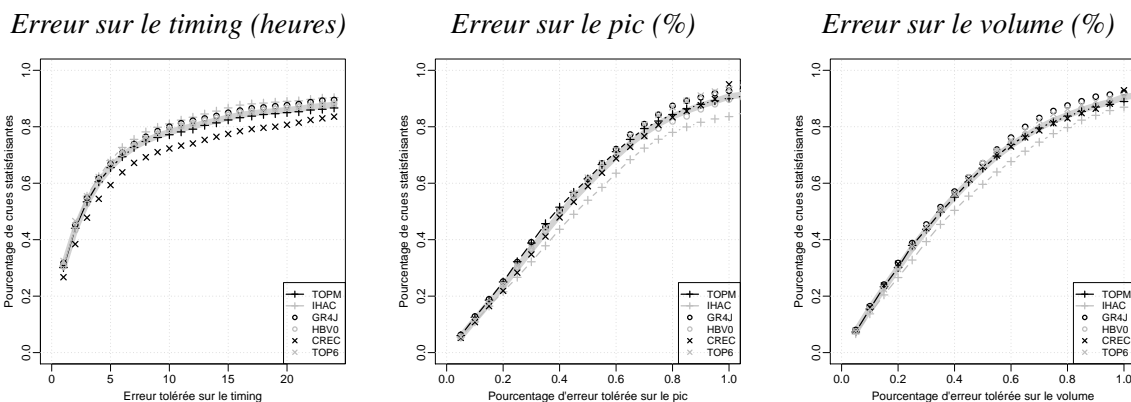 Erreur sur le timing (heures)
Erreur sur le pic (%)
Erreur sur le volume (%)
Pourcentage de crues statisfaisantes
0.0 0.2 0.4 0.6 0.8 1.0
TOPM
IHAC
GR4J
HBV0
CREC
TOP6
0 5 10 15 20
Erreur tolérée sur le timing
Pourcentage de crues statisfaisantes
0.0 0.2 0.4 0.6 0.8 1.0
TOPM
IHAC
GR4J
HBV0
CREC
TOP6
0.0 0.2 0.4 0.6 0.8 1.0
Pourcentage d'erreur tolérée sur le pic
Pourcentage de crues statisfaisantes
0.0 0.2 0.4 0.6 0.8 1.0
TOPM
IHAC
GR4J
HBV0
CREC
TOP6
0.0 0.2 0.4 0.6 0.8 1.0
Pourcentage d'erreur tolérée sur le volume